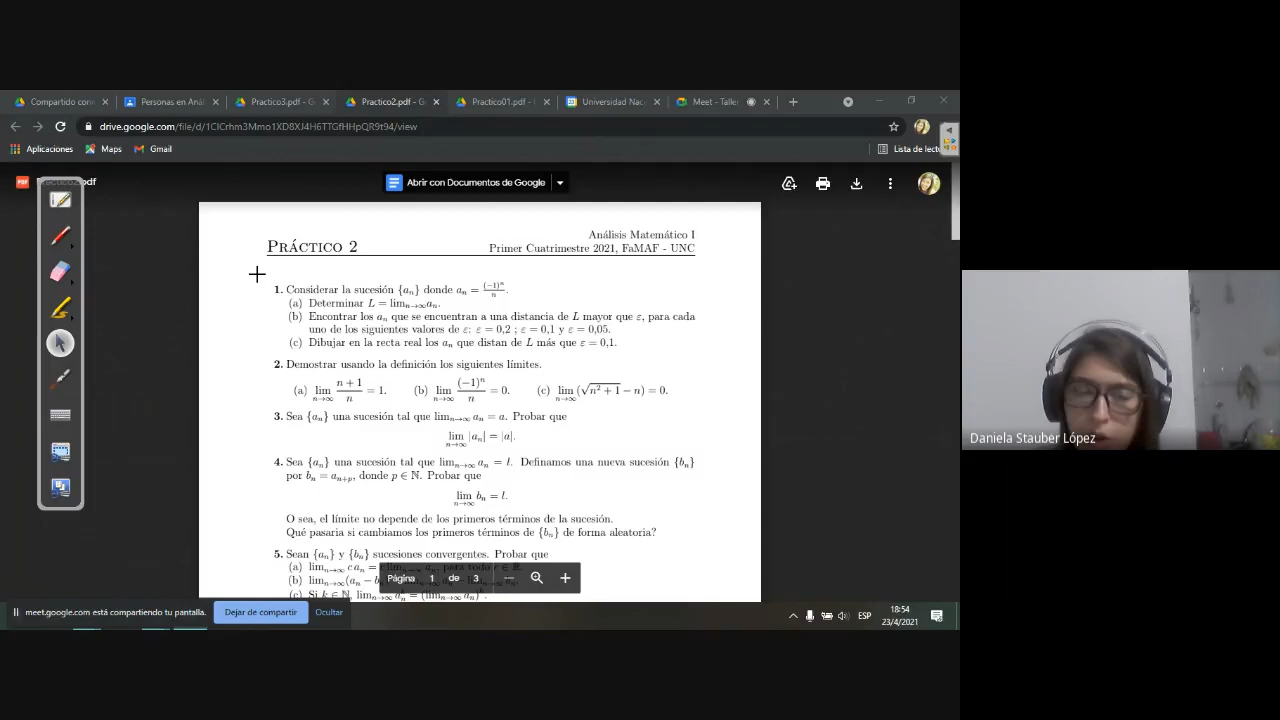 Compartido con
Personas en Aná
Practico3.pdf - G
Practico2.pdf - G
Practico01.pdf -
Universidad Nac
Meet - Taller
drive.google.com/file/d/1ClCrhm3Mmo1XD8XJ4H6TTGfHHpQR9t94/view
Aplicaciones
Maps
Gmail
Lista de lect
PDF
Abrir con Documentos de Google
Análisis Matemático I
PRÁCTICO 2
Primer Cuatrimestre 2021, FaMAF - UNC
1. Considerar la sucesión {aₙ} donde aₙ = (-1)ⁿ/n.
(a) Determinar L = limₙ→∞ aₙ.
(b) Encontrar los aₙ que se encuentran a una distancia de L mayor que ε, para cada
uno de los siguientes valores de ε: ε = 0,2 ; ε = 0,1 y ε = 0,05.
(c) Dibujar en la recta real los aₙ que distan de L más que ε = 0,1.
2. Demostrar usando la definición los siguientes límites.
(a) lim n→∞ (n + 1)/n = 1. (b) lim n→∞ (-1)ⁿ/n = 0. (c) lim n→∞ (√n² + 1 − n) = 0.
3. Sea {aₙ} una sucesión tal que limₙ→∞ aₙ = a. Probar que
lim n→∞ |aₙ| = |a|.
4. Sea {aₙ} una sucesión tal que limₙ→∞ aₙ = l. Definamos una nueva sucesión {bₙ}
por bₙ = aₙ₊ₚ, donde p ∈ ℕ. Probar que
lim n→∞ bₙ = l.
O sea, el límite no depende de los primeros términos de la sucesión.
Qué pasaria si cambiamos los primeros términos de {bₙ} de forma aleatoria?
5. Sean {aₙ} y {bₙ} sucesiones convergentes. Probar que
(a) limₙ→∞ c aₙ =
(b) limₙ→∞(aₙ − b
(c) Si k ∈ ℕ, limₙ→∞ aₙᵏ = (limₙ→∞ aₙ)ᵏ.
Página 1 de 3
meet.google.com está compartiendo tu pantalla.
Dejar de compartir
Ocultar
ESP
18:54
23/4/2021
Daniela Stauber López